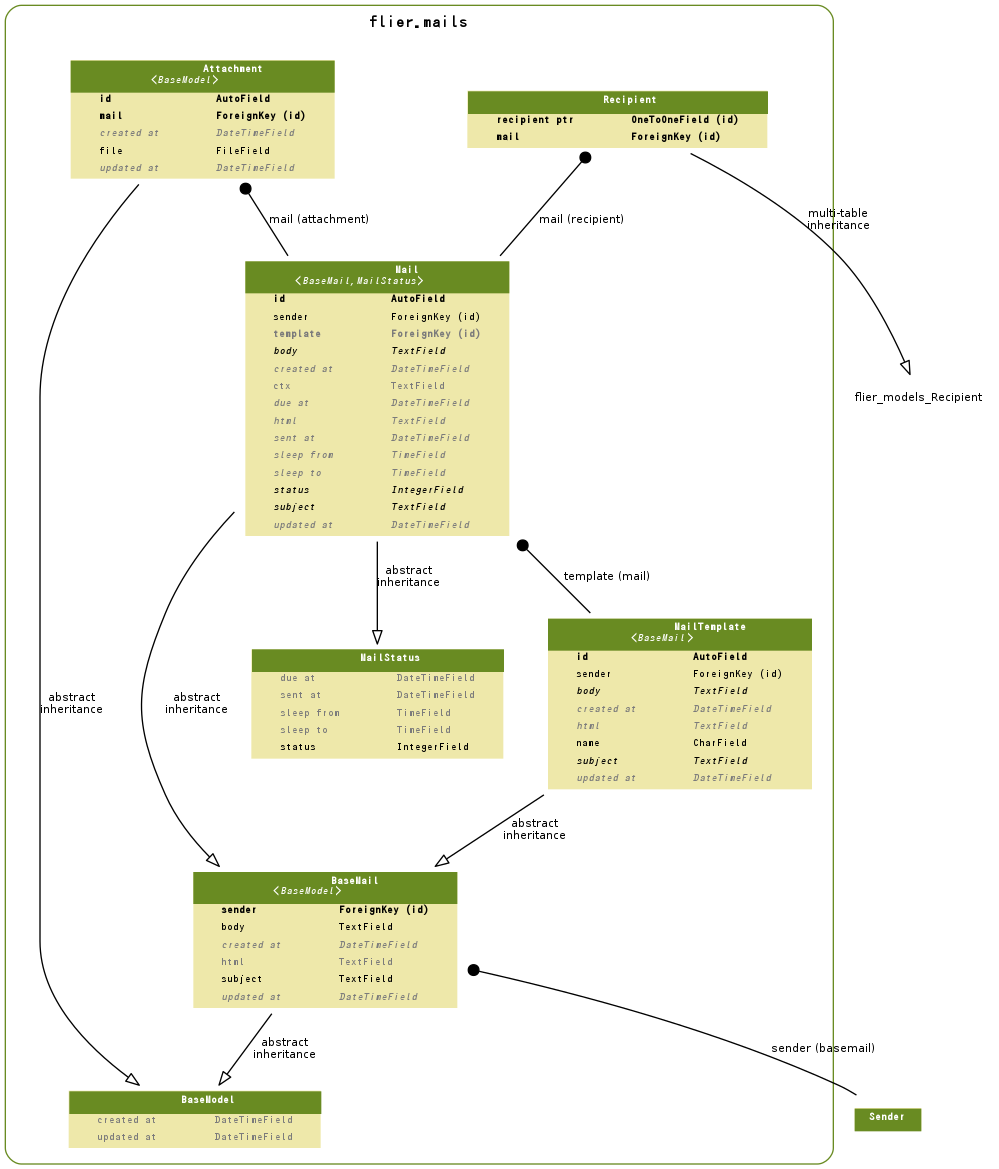 flier_mails
Attachment
<BaseModel>
id AutoField
mail ForeignKey (id)
created at DateTimeField
file FileField
updated at DateTimeField
Recipient
recipient ptr OneToOneField (id)
mail ForeignKey (id)
mail (attachment)
mail (recipient)
multi-table
inheritance
flier_models_Recipient
Mail
<BaseMail,MailStatus>
id AutoField
sender ForeignKey (id)
template ForeignKey (id)
body TextField
created at DateTimeField
ctx TextField
due at DateTimeField
html TextField
sent at DateTimeField
sleep from TimeField
sleep to TimeField
status IntegerField
subject TextField
updated at DateTimeField
abstract
inheritance
template (mail)
MailStatus
due at DateTimeField
sent at DateTimeField
sleep from TimeField
sleep to TimeField
status IntegerField
MailTemplate
<BaseMail>
id AutoField
sender ForeignKey (id)
body TextField
created at DateTimeField
html TextField
name CharField
subject TextField
updated at DateTimeField
abstract
inheritance
abstract
inheritance
abstract
inheritance
BaseMail
<BaseModel>
sender ForeignKey (id)
body TextField
created at DateTimeField
html TextField
subject TextField
updated at DateTimeField
abstract
inheritance
sender (basemail)
BaseModel
created at DateTimeField
updated at DateTimeField
Sender